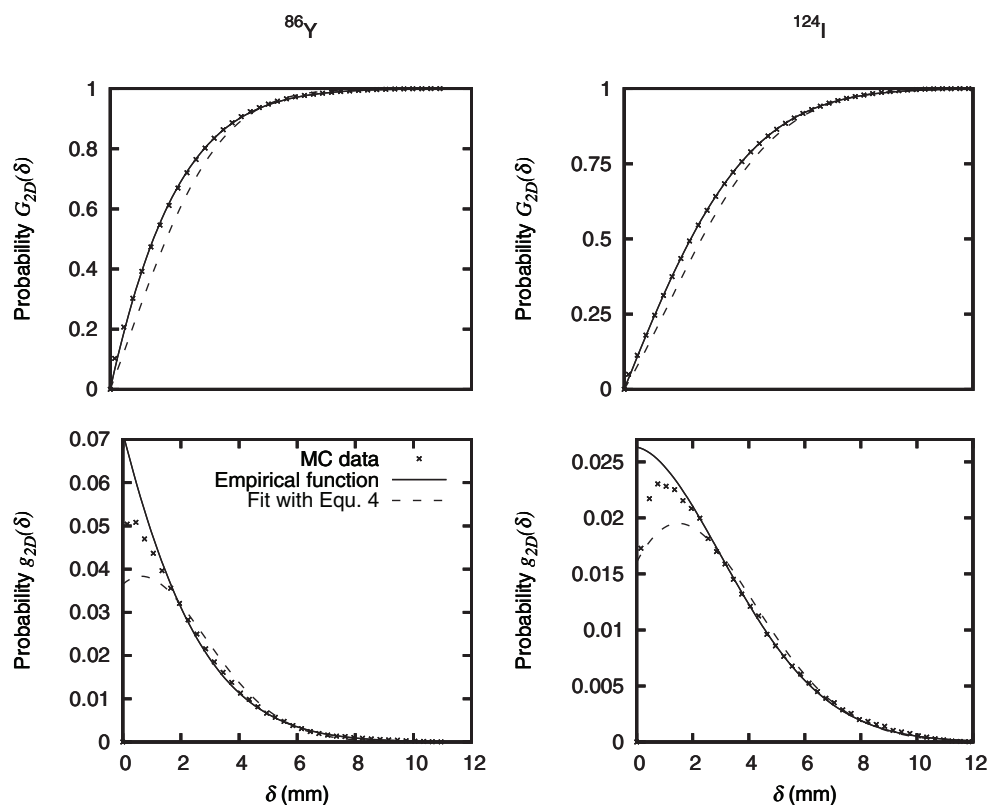 ⁸⁶Y
¹²⁴I
Probability G₂D(δ)
1
0.8
0.6
0.4
0.2
0
Probability G₂D(δ)
1
0.75
0.5
0.25
0
Probability g₂D(δ)
0.07
0.06
0.05
0.04
0.03
0.02
0.01
0
MC data
Empirical function
Fit with Equ. 4
0 2 4 6 8 10 12
δ (mm)
Probability g₂D(δ)
0.025
0.02
0.015
0.01
0.005
0
0 2 4 6 8 10 12
δ (mm)